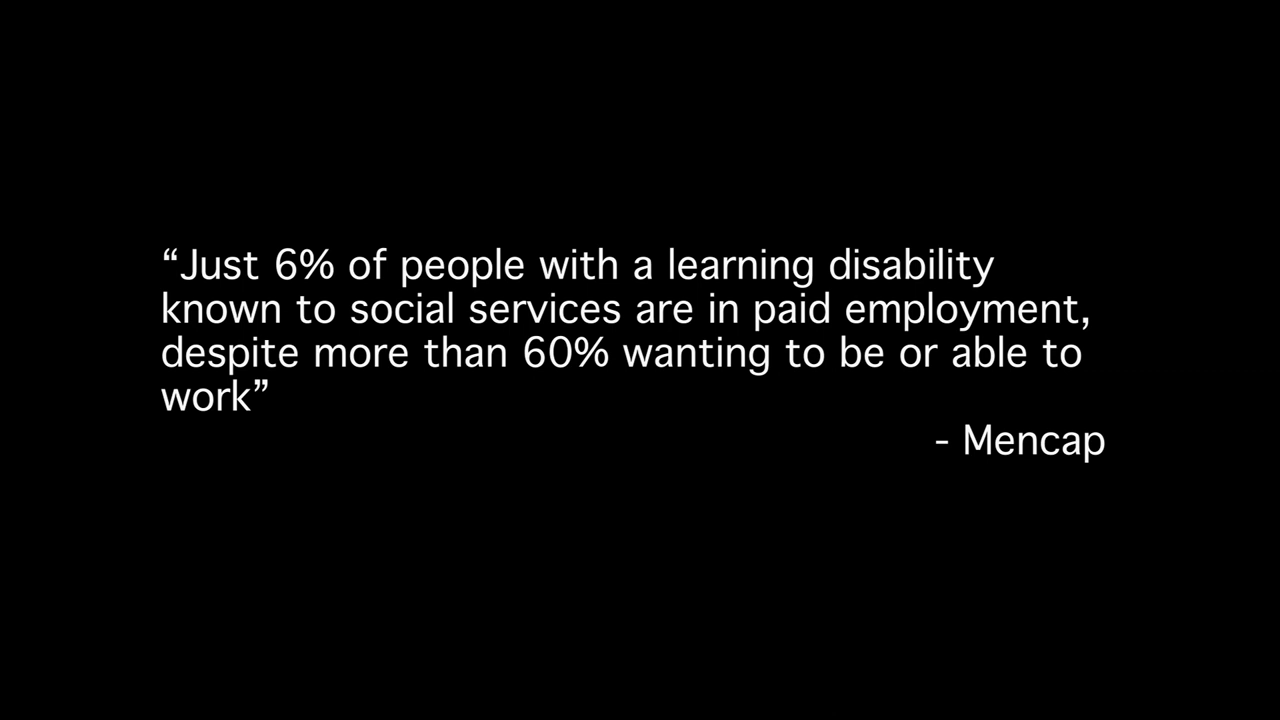 “Just 6% of people with a learning disability
known to social services are in paid employment,
despite more than 60% wanting to be or able to
work”
- Mencap